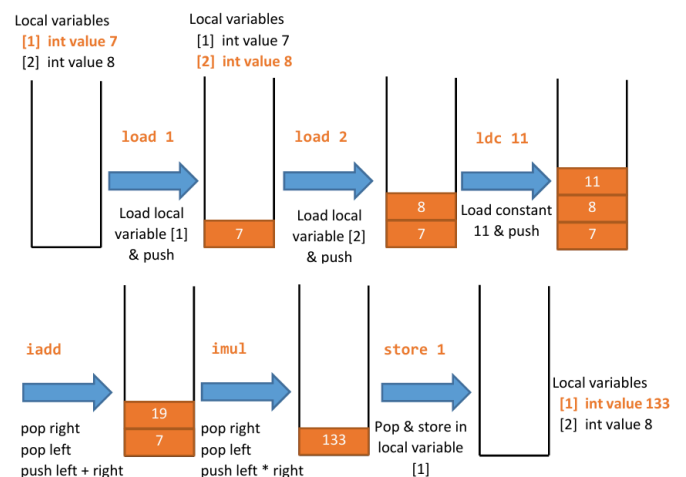 Local variables
[1] int value 7
[2] int value 8
Local variables
[1] int value 7
[2] int value 8
load 1
Load local
variable [1]
& push
7
load 2
Load local
variable [2]
& push
8
7
ldc 11
Load constant
11 & push
11
8
7
iadd
pop right
pop left
push left + right
19
7
imul
pop right
pop left
push left * right
133
store 1
Pop & store in
local variable
[1]
Local variables
[1] int value 133
[2] int value 8